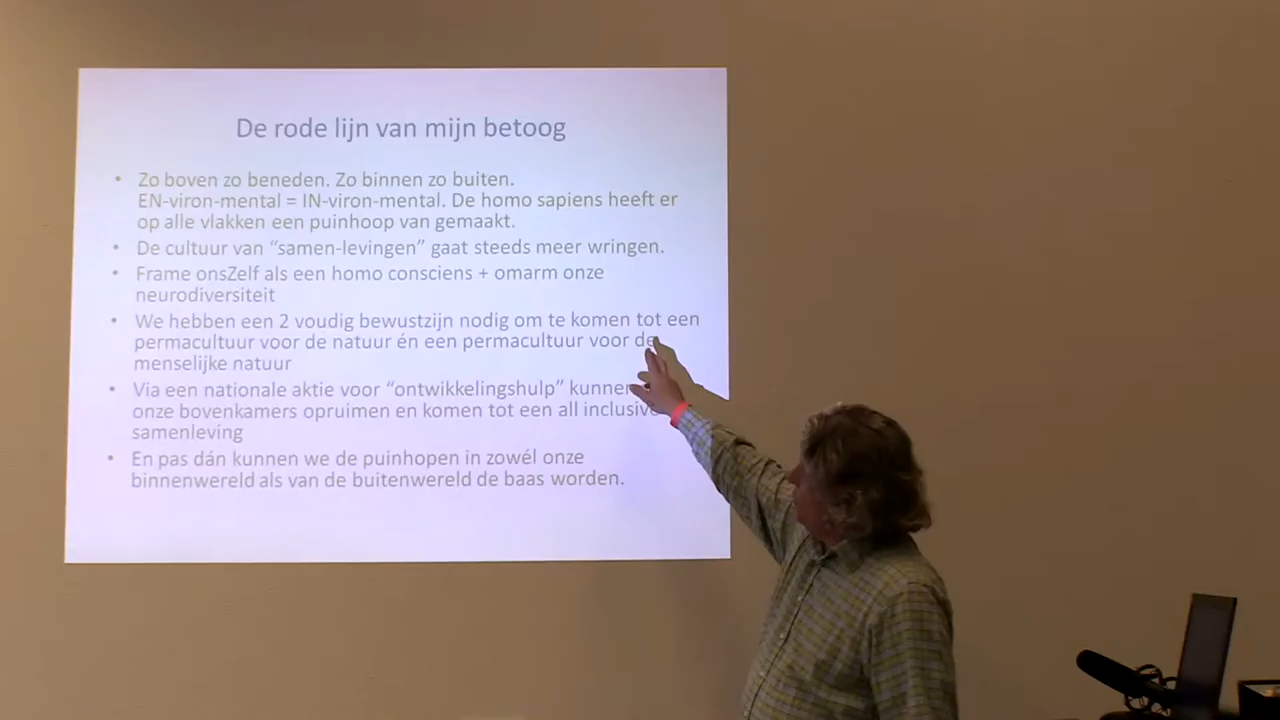 De rode lijn van mijn betoog
• Zo boven zo beneden. Zo binnen zo buiten.
EN-viron-mental = IN-viron-mental. De homo sapiens heeft er
op alle vlakken een puinhoop van gemaakt.
• De cultuur van “samen-levingen” gaat steeds meer wringen.
• Frame onsZelf als een homo consciens + omarm onze
neurodiversiteit
• We hebben een 2 voudig bewustzijn nodig om te komen tot een
permacultuur voor de natuur én een permacultuur voor de
menselijke natuur
• Via een nationale aktie voor “ontwikkelingshulp” kunnen
onze bovenkamers opruimen en komen tot een all inclusive
samenleving
• En pas dán kunnen we de puinhopen in zowél onze
binnenwereld als van de buitenwereld de baas worden.